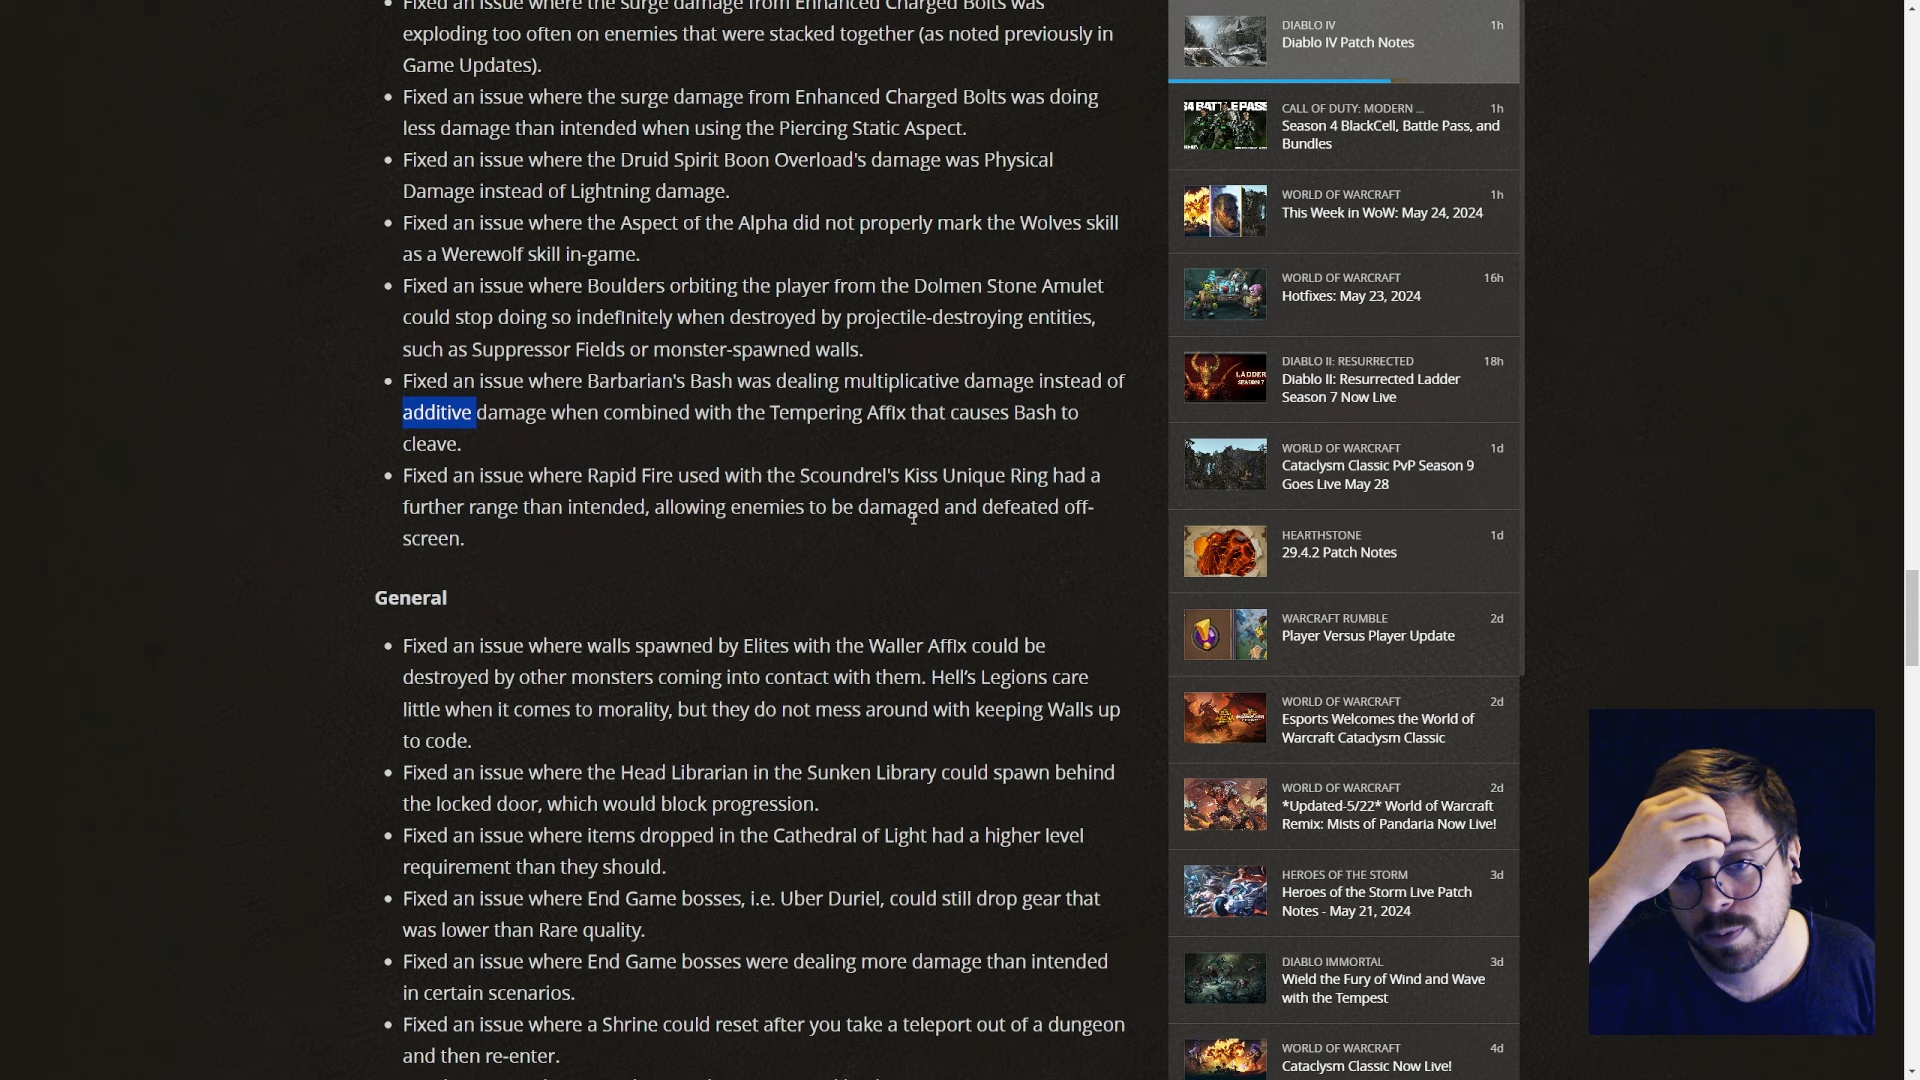 Fixed an issue where the surge damage from Enhanced Charged Bolts was
exploding too often on enemies that were stacked together (as noted previously in
Game Updates).
Fixed an issue where the surge damage from Enhanced Charged Bolts was doing
less damage than intended when using the Piercing Static Aspect.
Fixed an issue where the Druid Spirit Boon Overload's damage was Physical
Damage instead of Lightning damage.
Fixed an issue where the Aspect of the Alpha did not properly mark the Wolves skill
as a Werewolf skill in-game.
Fixed an issue where Boulders orbiting the player from the Dolmen Stone Amulet
could stop doing so indefinitely when destroyed by projectile-destroying entities,
such as Suppressor Fields or monster-spawned walls.
Fixed an issue where Barbarian's Bash was dealing multiplicative damage instead of
additive damage when combined with the Tempering Affix that causes Bash to
cleave.
Fixed an issue where Rapid Fire used with the Scoundrel's Kiss Unique Ring had a
further range than intended, allowing enemies to be damaged and defeated off-
screen.
General
Fixed an issue where walls spawned by Elites with the Waller Affix could be
destroyed by other monsters coming into contact with them. Hell’s Legions care
little when it comes to morality, but they do not mess around with keeping Walls up
to code.
Fixed an issue where the Head Librarian in the Sunken Library could spawn behind
the locked door, which would block progression.
Fixed an issue where items dropped in the Cathedral of Light had a higher level
requirement than they should.
Fixed an issue where End Game bosses, i.e. Uber Duriel, could still drop gear that
was lower than Rare quality.
Fixed an issue where End Game bosses were dealing more damage than intended
in certain scenarios.
Fixed an issue where a Shrine could reset after you take a teleport out of a dungeon
and then re-enter.
DIABLO IV 1h
Diablo IV Patch Notes
S4 BATTLE PASS
CALL OF DUTY: MODERN ... 1h
Season 4 BlackCell, Battle Pass, and
Bundles
WORLD OF WARCRAFT 1h
This Week in WoW: May 24, 2024
WORLD OF WARCRAFT 16h
Hotfixes: May 23, 2024
LADDER
SEASON 7
DIABLO II: RESURRECTED 18h
Diablo II: Resurrected Ladder
Season 7 Now Live
WORLD OF WARCRAFT 1d
Cataclysm Classic PvP Season 9
Goes Live May 28
HEARTHSTONE 1d
29.4.2 Patch Notes
WARCRAFT RUMBLE 2d
Player Versus Player Update
WORLD OF WARCRAFT 2d
Esports Welcomes the World of
Warcraft Cataclysm Classic
WORLD OF WARCRAFT 2d
*Updated-5/22* World of Warcraft
Remix: Mists of Pandaria Now Live!
HEROES OF THE STORM 3d
Heroes of the Storm Live Patch
Notes - May 21, 2024
DIABLO IMMORTAL 3d
Wield the Fury of Wind and Wave
with the Tempest
WORLD OF WARCRAFT 4d
Cataclysm Classic Now Live!